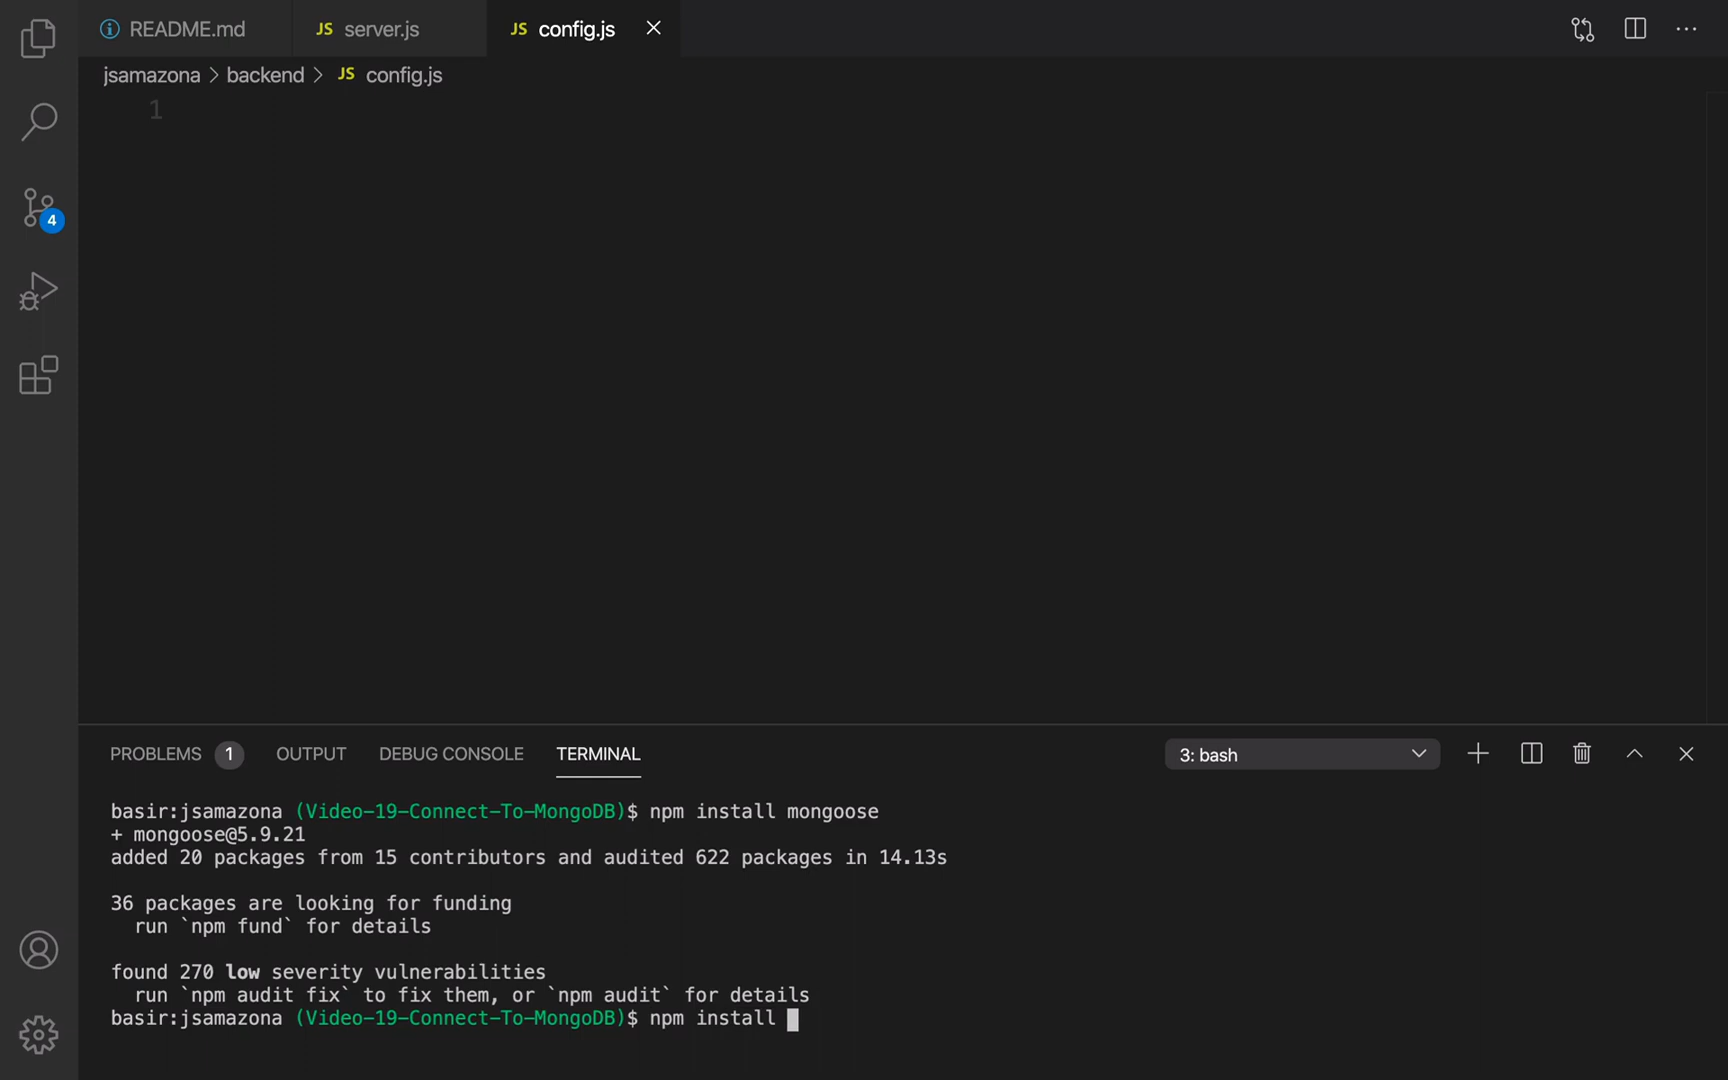 README.md
JS server.js
JS config.js
jsamazona > backend > JS config.js
1
4
PROBLEMS 1 OUTPUT DEBUG CONSOLE TERMINAL
3: bash
basir:jsamazona (Video-19-Connect-To-MongoDB)$ npm install mongoose
+ mongoose@5.9.21
added 20 packages from 15 contributors and audited 622 packages in 14.13s
36 packages are looking for funding
run `npm fund` for details
found 270 low severity vulnerabilities
run `npm audit fix` to fix them, or `npm audit` for details
basir:jsamazona (Video-19-Connect-To-MongoDB)$ npm install